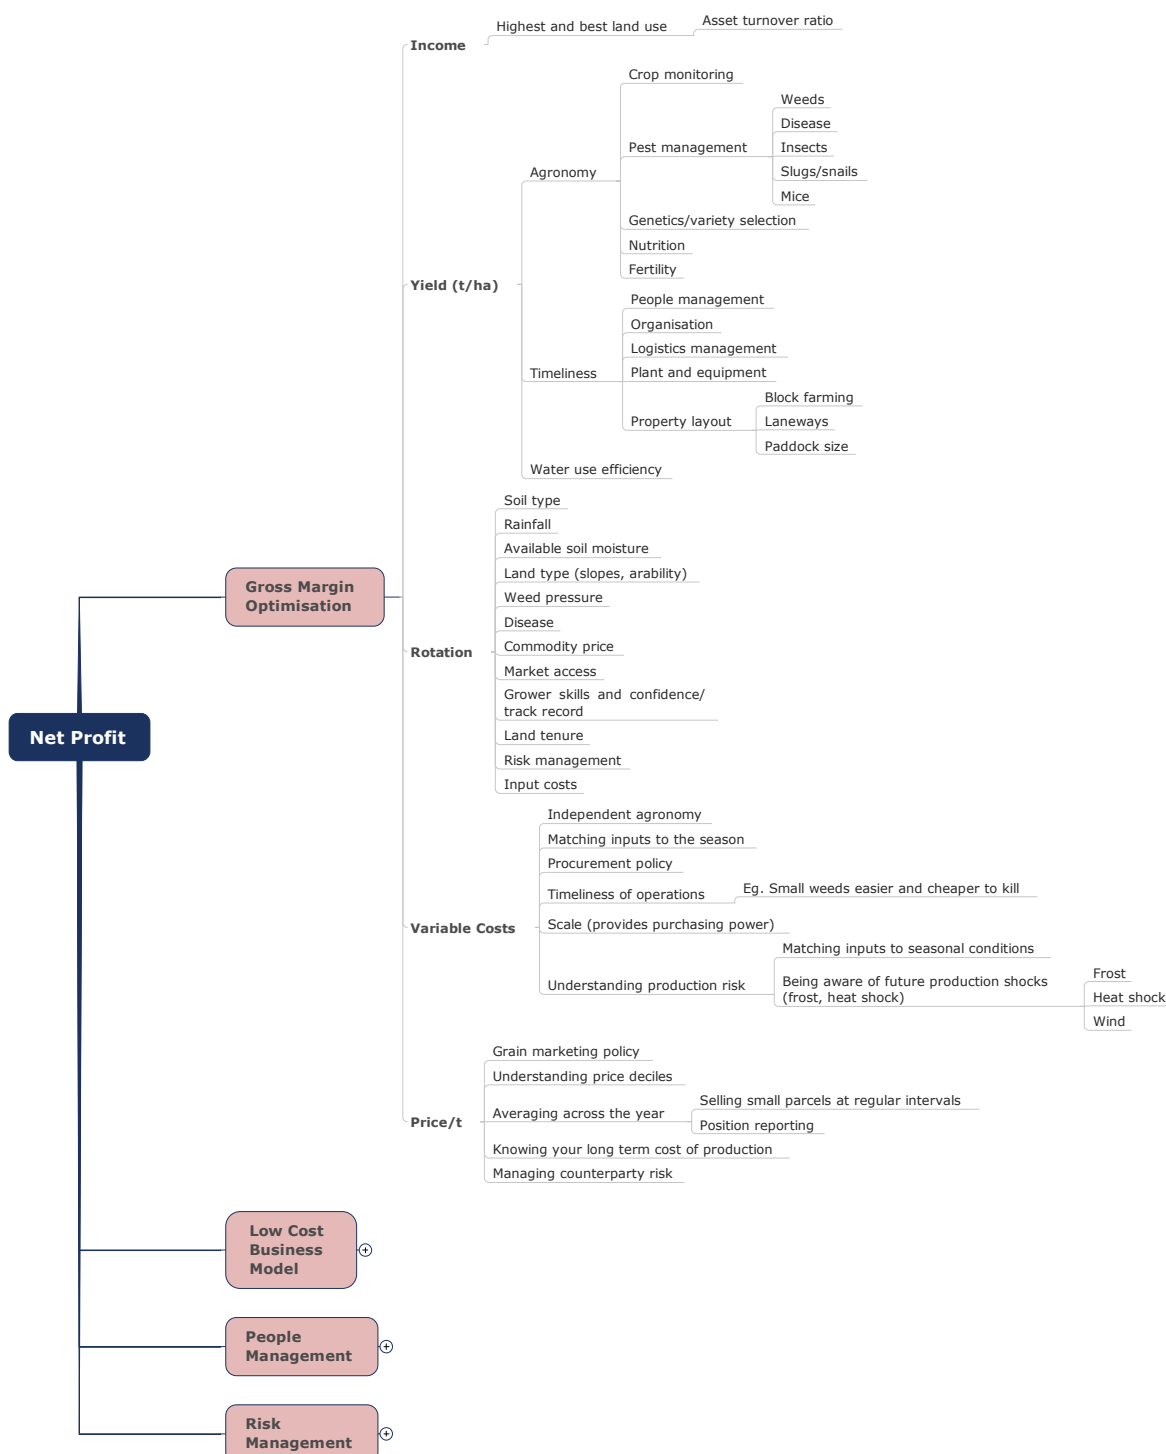 Net Profit
Gross Margin
Optimisation
Income
Highest and best land use
Asset turnover ratio
Yield (t/ha)
Agronomy
Crop monitoring
Pest management
Weeds
Disease
Insects
Slugs/snails
Mice
Genetics/variety selection
Nutrition
Fertility
Timeliness
People management
Organisation
Logistics management
Plant and equipment
Property layout
Block farming
Laneways
Paddock size
Water use efficiency
Rotation
Soil type
Rainfall
Available soil moisture
Land type (slopes, arability)
Weed pressure
Disease
Commodity price
Market access
Grower skills and confidence/
track record
Land tenure
Risk management
Input costs
Variable Costs
Independent agronomy
Matching inputs to the season
Procurement policy
Timeliness of operations
Eg. Small weeds easier and cheaper to kill
Scale (provides purchasing power)
Understanding production risk
Matching inputs to seasonal conditions
Being aware of future production shocks
(frost, heat shock)
Frost
Heat shock
Wind
Price/t
Grain marketing policy
Understanding price deciles
Averaging across the year
Selling small parcels at regular intervals
Position reporting
Knowing your long term cost of production
Managing counterparty risk
Low Cost
Business
Model
People
Management
Risk
Management